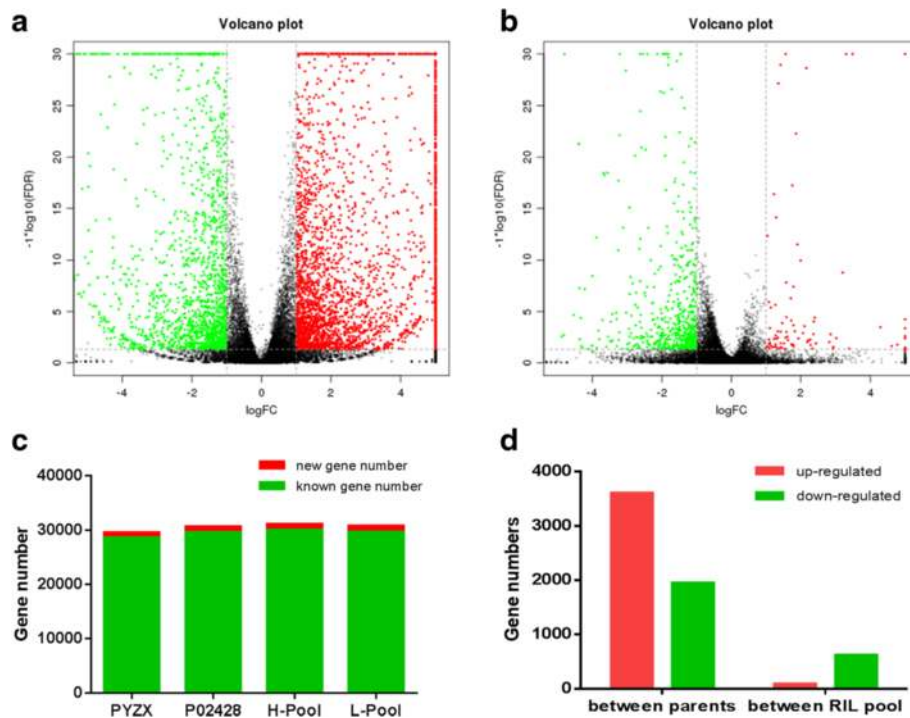 a
Volcano plot
30
25
20
15
10
5
0
-1*log10(FDR)
-4 -2 0 2 4
logFC
b
Volcano plot
30
25
20
15
10
5
0
-1*log10(FDR)
-4 -2 0 2 4
logFC
c
new gene number
known gene number
40000
30000
20000
10000
0
Gene number
PYZX P02428 H-Pool L-Pool
d
up-regulated
down-regulated
4000
3000
2000
1000
0
Gene numbers
between parents between RIL pool